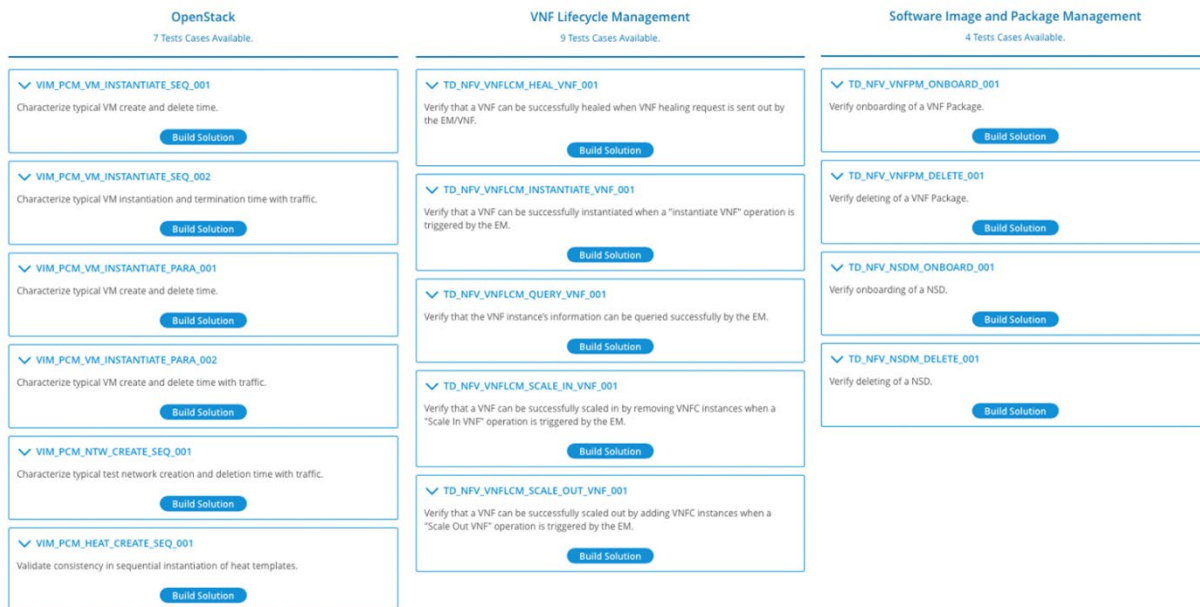 OpenStack
7 Tests Cases Available.
VIM_PCM_VM_INSTANTIATE_SEQ_001
Characterize typical VM create and delete time.
Build Solution
VIM_PCM_VM_INSTANTIATE_SEQ_002
Characterize typical VM instantiation and termination time with traffic.
Build Solution
VIM_PCM_VM_INSTANTIATE_PARA_001
Characterize typical VM create and delete time.
Build Solution
VIM_PCM_VM_INSTANTIATE_PARA_002
Characterize typical VM create and delete time with traffic.
Build Solution
VIM_PCM_NTW_CREATE_SEQ_001
Characterize typical test network creation and deletion time with traffic.
Build Solution
VIM_PCM_HEAT_CREATE_SEQ_001
Validate consistency in sequential instantiation of heat templates.
Build Solution
VNF Lifecycle Management
9 Tests Cases Available.
TD_NFV_VNFLCM_HEAL_VNF_001
Verify that a VNF can be successfully healed when VNF healing request is sent out by
the EM/VNF.
Build Solution
TD_NFV_VNFLCM_INSTANTIATE_VNF_001
Verify that a VNF can be successfully instantiated when a "instantiate VNF" operation is
triggered by the EM.
Build Solution
TD_NFV_VNFLCM_QUERY_VNF_001
Verify that the VNF instance's information can be queried successfully by the EM.
Build Solution
TD_NFV_VNFLCM_SCALE_IN_VNF_001
Verify that a VNF can be successfully scaled in by removing VNFC instances when a
"Scale In VNF" operation is triggered by the EM.
Build Solution
TD_NFV_VNFLCM_SCALE_OUT_VNF_001
Verify that a VNF can be successfully scaled out by adding VNFC instances when a
"Scale Out VNF" operation is triggered by the EM.
Build Solution
Software Image and Package Management
4 Tests Cases Available.
TD_NFV_VNFPM_ONBOARD_001
Verify onboarding of a VNF Package.
Build Solution
TD_NFV_VNFPM_DELETE_001
Verify deleting of a VNF Package.
Build Solution
TD_NFV_NSDM_ONBOARD_001
Verify onboarding of a NSD.
Build Solution
TD_NFV_NSDM_DELETE_001
Verify deleting of a NSD.
Build Solution